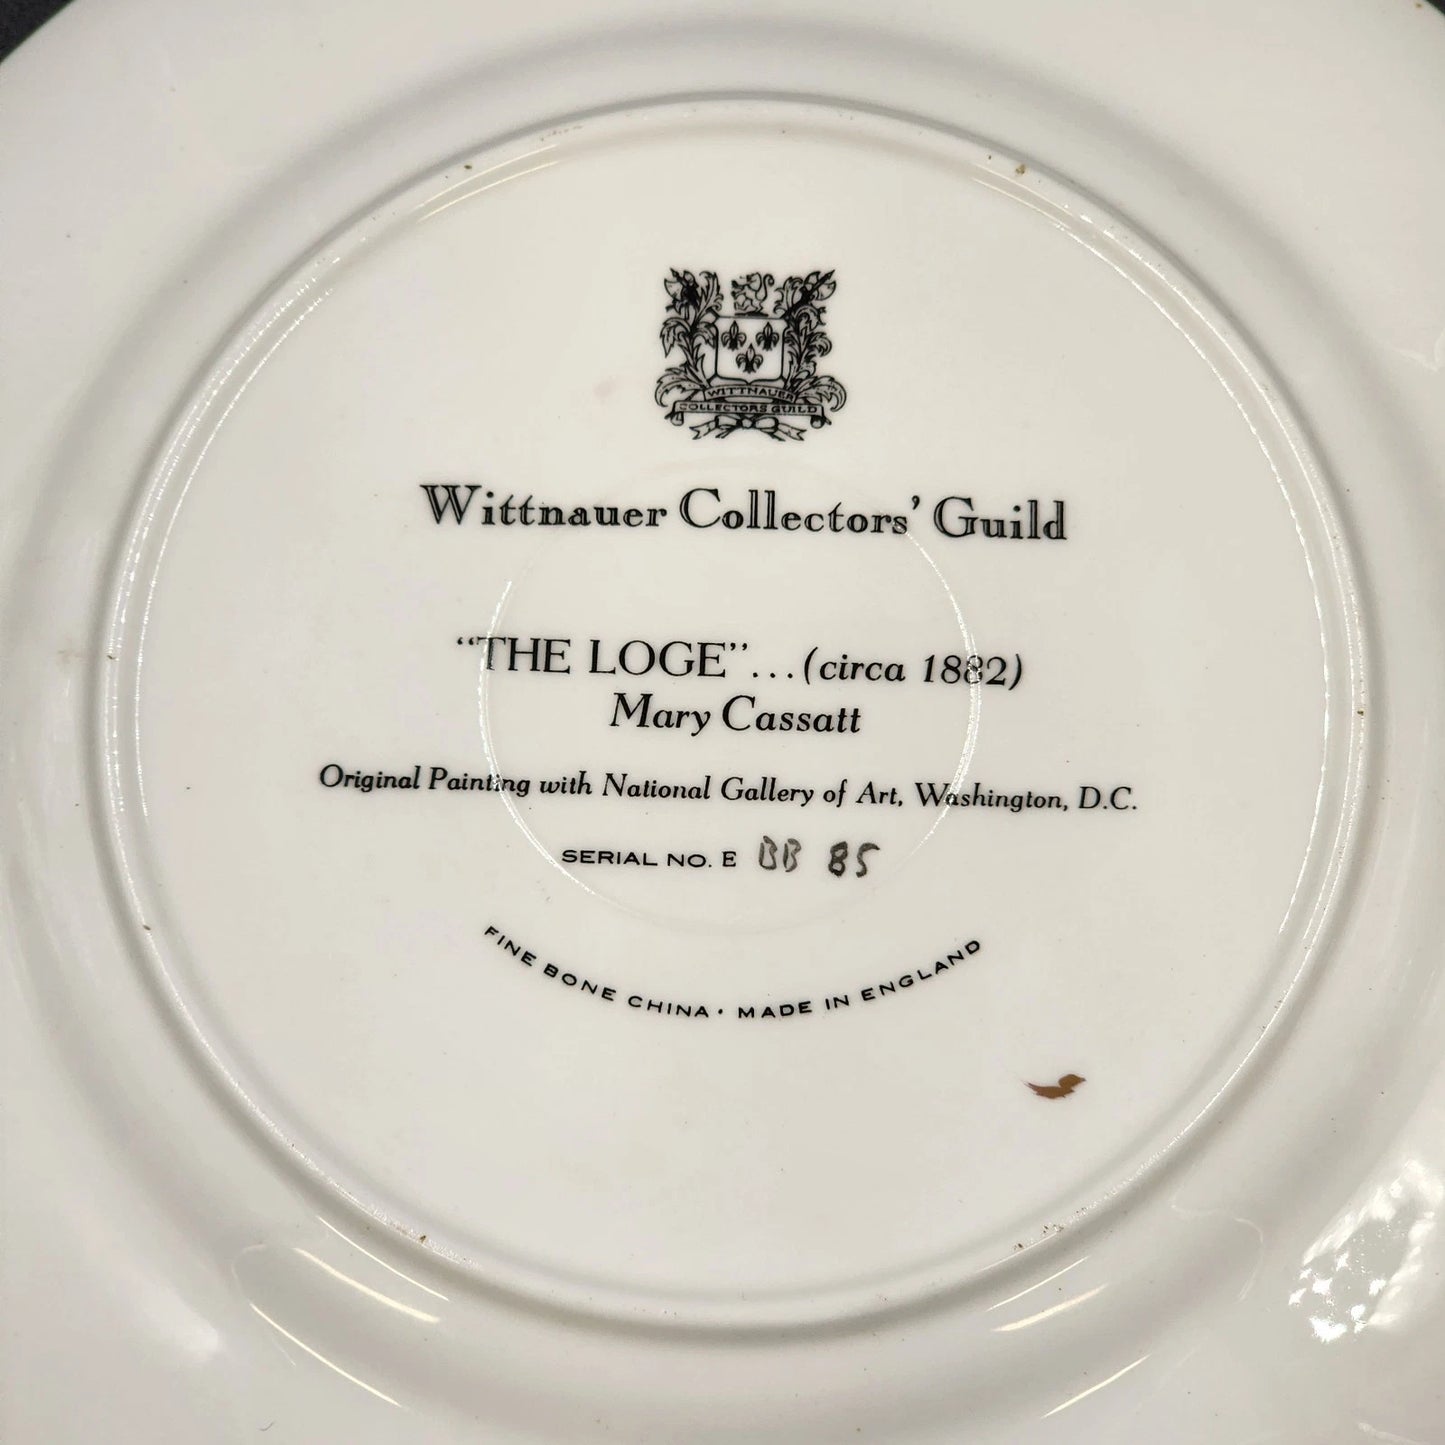 WITTNAUER
COLLECTORS GUILD
Wittnauer Collectors’ Guild
“THE LOGE”...(circa 1882)
Mary Cassatt
Original Painting with National Gallery of Art, Washington, D.C.
SERIAL NO. E BB 85
FINE BONE CHINA • MADE IN ENGLAND